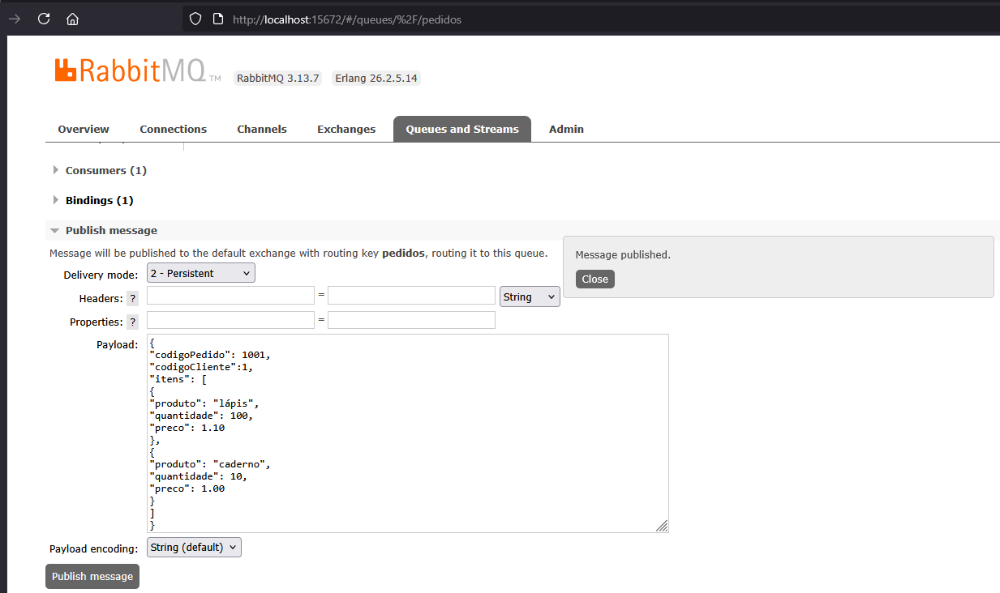 http://localhost:15672/#/queues/%2F/pedidos
RabbitMQ TM RabbitMQ 3.13.7 Erlang 26.2.5.14
Overview Connections Channels Exchanges Queues and Streams Admin
Consumers (1)
Bindings (1)
Publish message
Message will be published to the default exchange with routing key pedidos, routing it to this queue.
Message published.
Close
Delivery mode: 2 - Persistent
Headers: ? = String
Properties: ? =
Payload:
{
"codigoPedido": 1001,
"codigoCliente":1,
"itens": [
{
"produto": "lápis",
"quantidade": 100,
"preco": 1.10
},
{
"produto": "caderno",
"quantidade": 10,
"preco": 1.00
}
]
}
Payload encoding: String (default)
Publish message